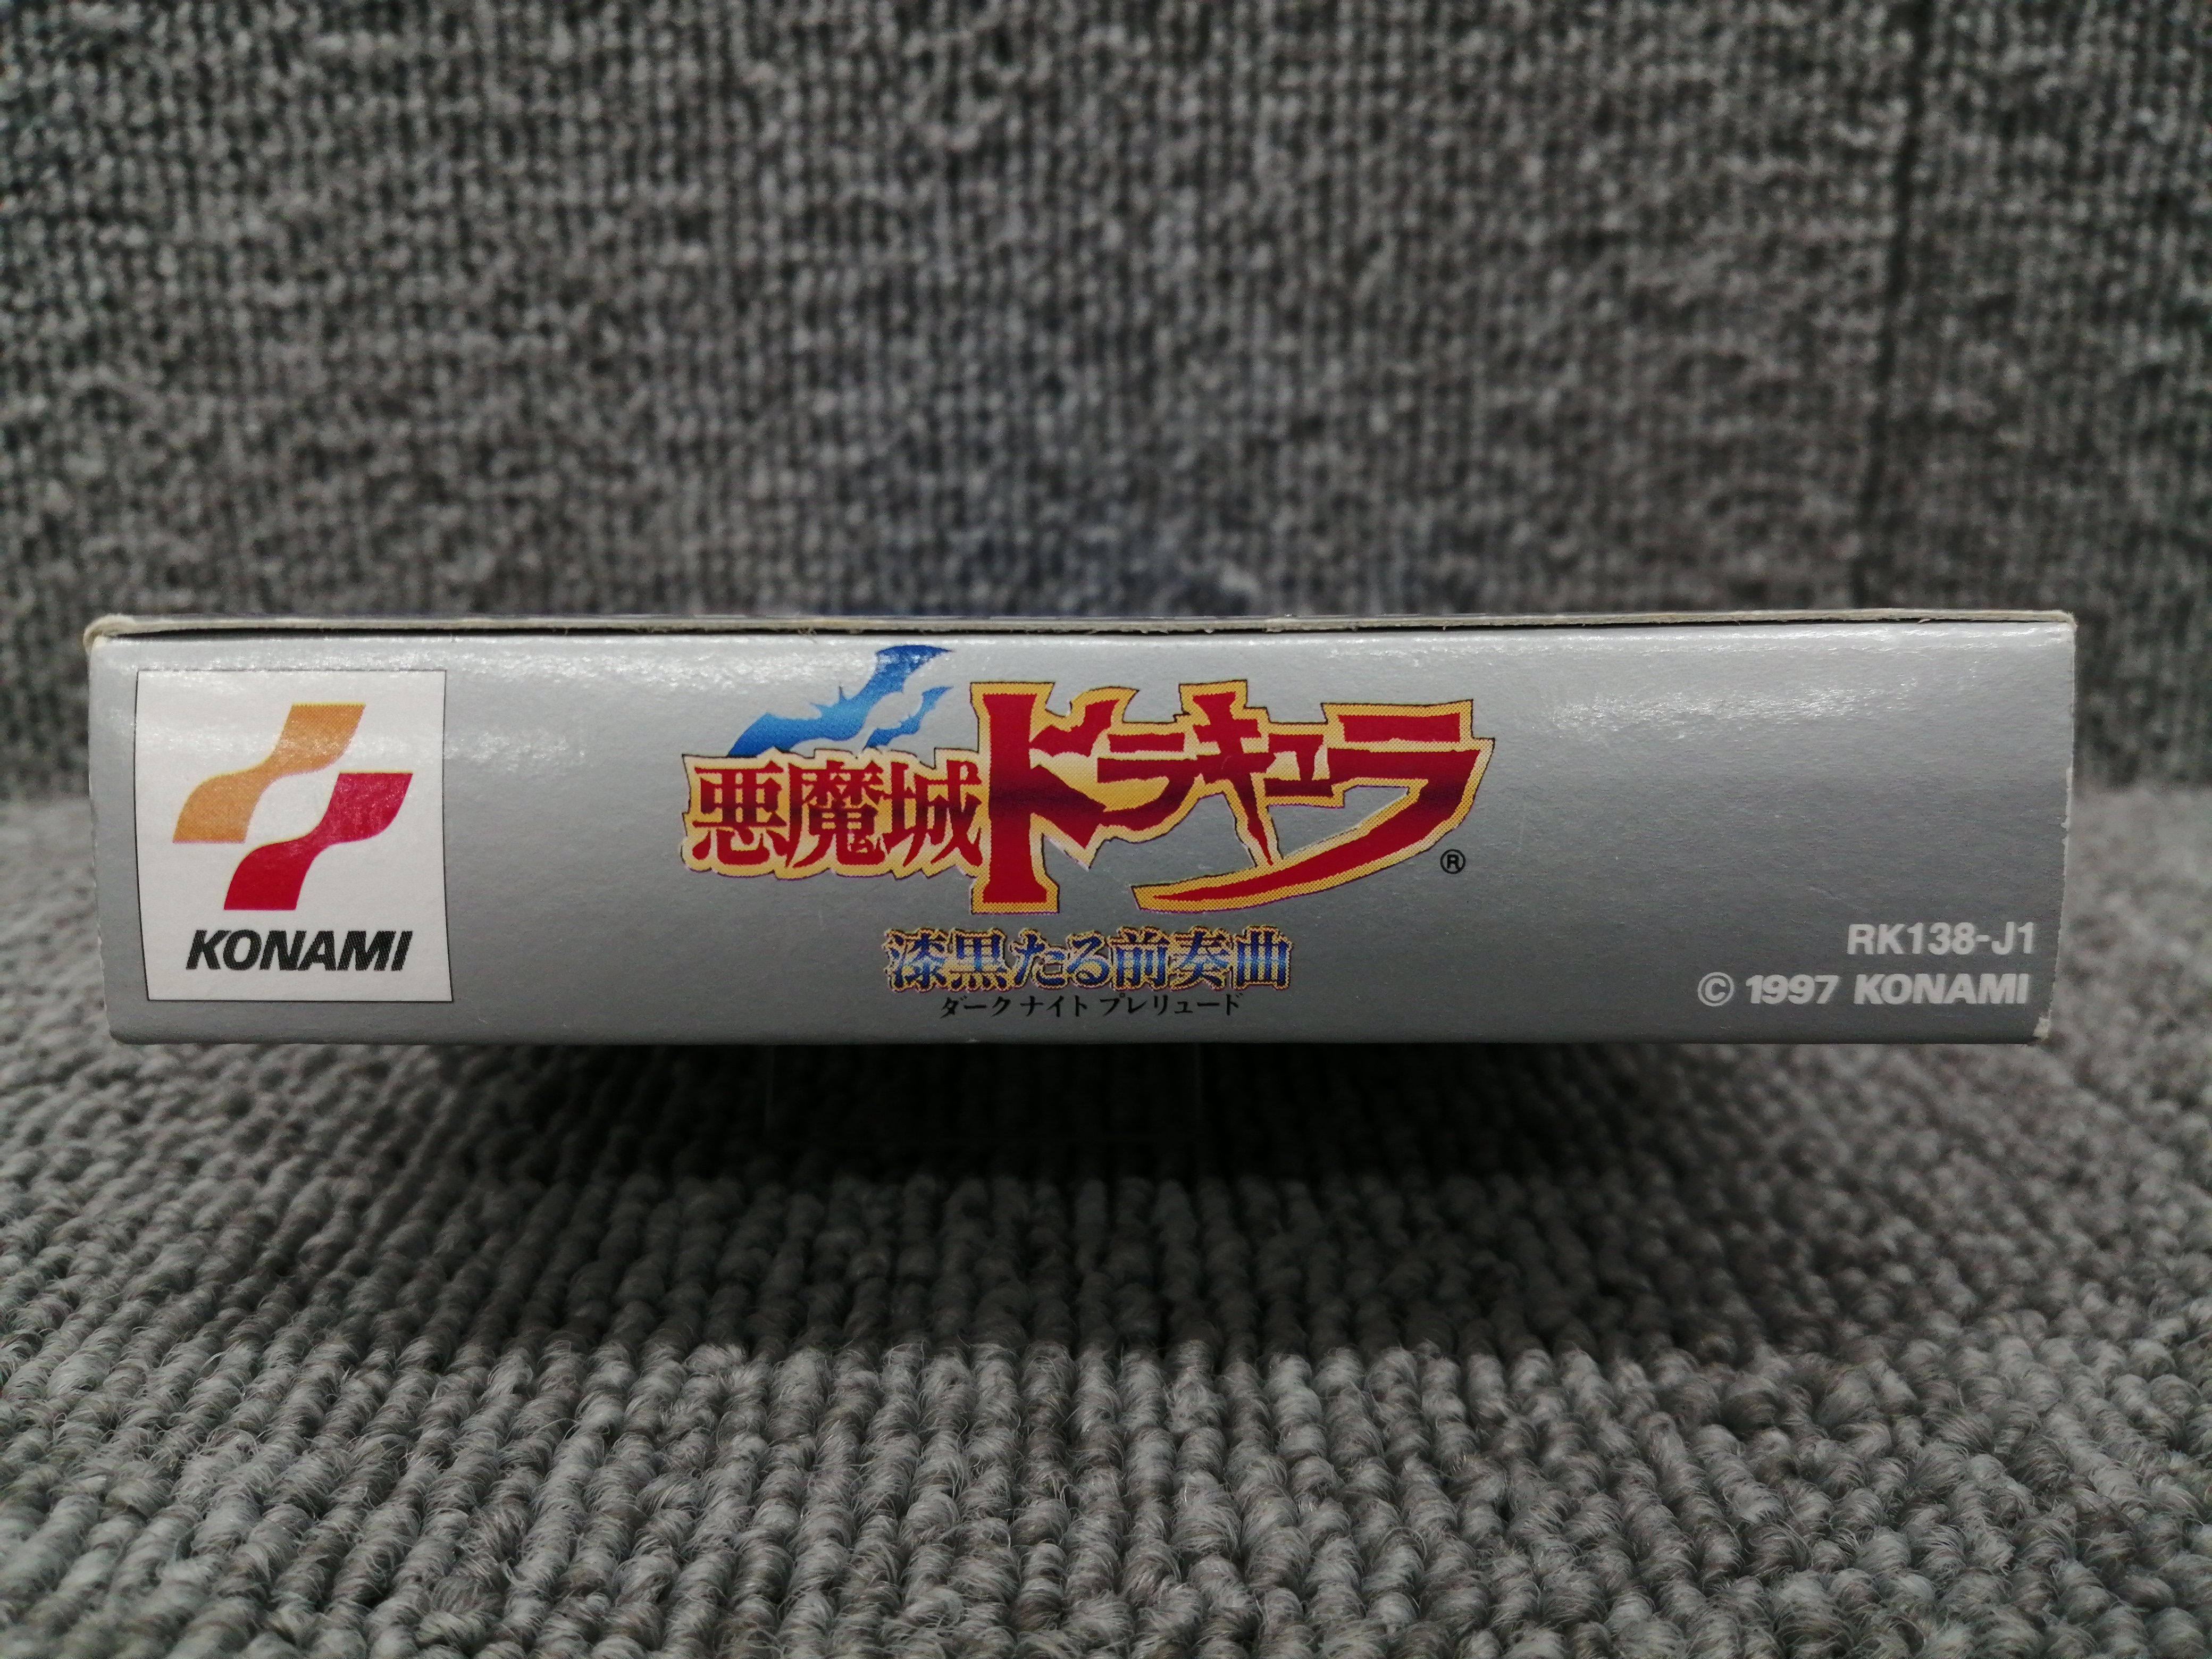 KONAMI
悪魔城ドラキュラ®
漆黒たる前奏曲
ダーク ナイト プレリュード
RK138-J1
© 1997 KONAMI